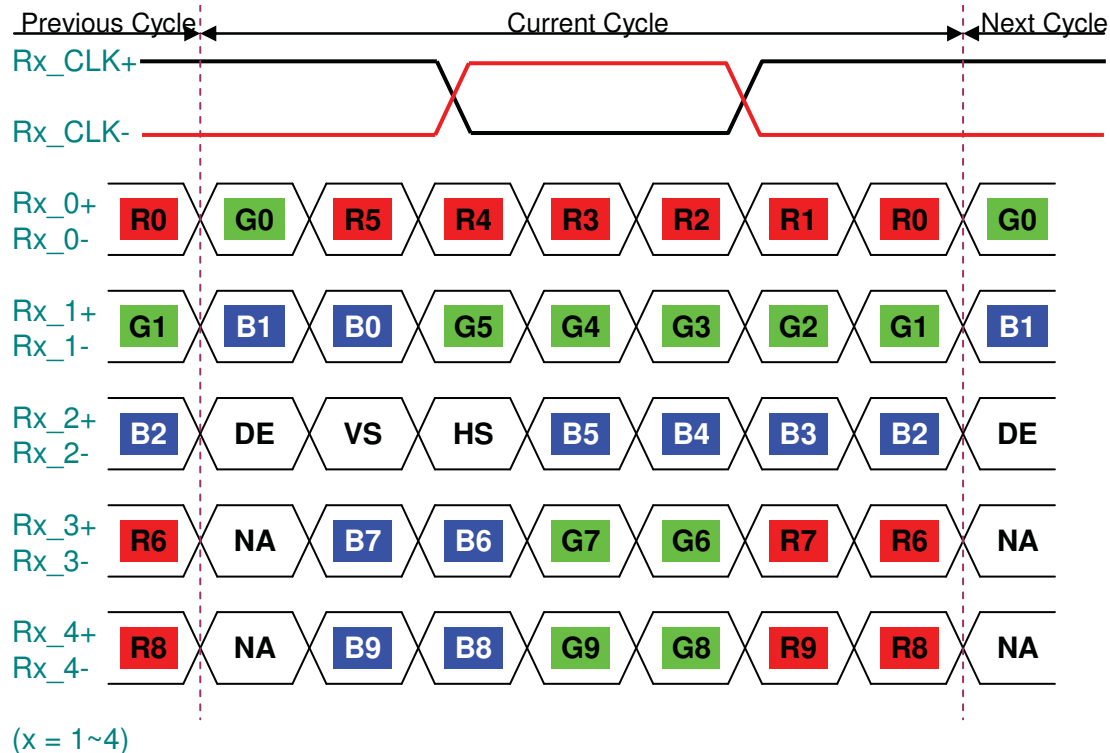 Previous Cycle Current Cycle Next Cycle
Rx_CLK+
Rx_CLK-
Rx_0+
Rx_0-
R0 G0 R5 R4 R3 R2 R1 R0 G0
Rx_1+
Rx_1-
G1 B1 B0 G5 G4 G3 G2 G1 B1
Rx_2+
Rx_2-
B2 DE VS HS B5 B4 B3 B2 DE
Rx_3+
Rx_3-
R6 NA B7 B6 G7 G6 R7 R6 NA
Rx_4+
Rx_4-
R8 NA B9 B8 G9 G8 R9 R8 NA
(x = 1~4)